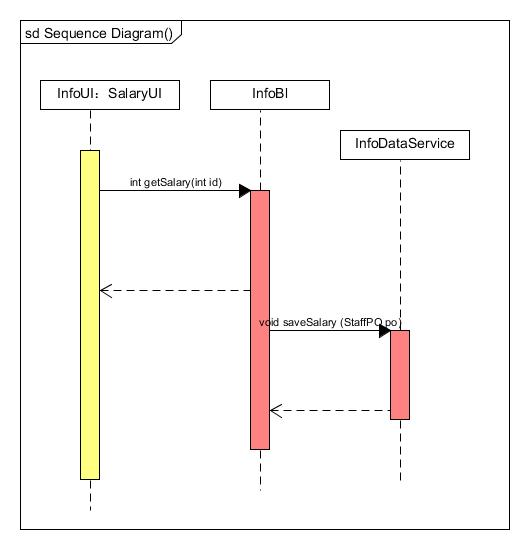 sd Sequence Diagram()
InfoUI：SalaryUI
InfoBl
InfoDataService
int getSalary(int id)
void saveSalary (StaffPO po)